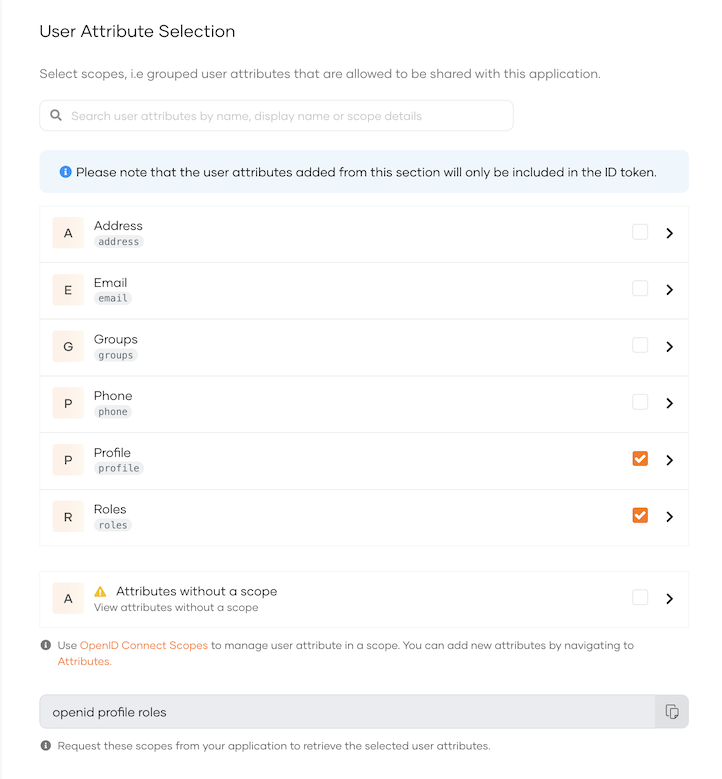 User Attribute Selection
Select scopes, i.e grouped user attributes that are allowed to be shared with this application.
Search user attributes by name, display name or scope details
Please note that the user attributes added from this section will only be included in the ID token.
A
Address
address
E
Email
email
G
Groups
groups
P
Phone
phone
P
Profile
profile
R
Roles
roles
A
Attributes without a scope
View attributes without a scope
Use OpenID Connect Scopes to manage user attribute in a scope. You can add new attributes by navigating to
Attributes.
openid profile roles
Request these scopes from your application to retrieve the selected user attributes.